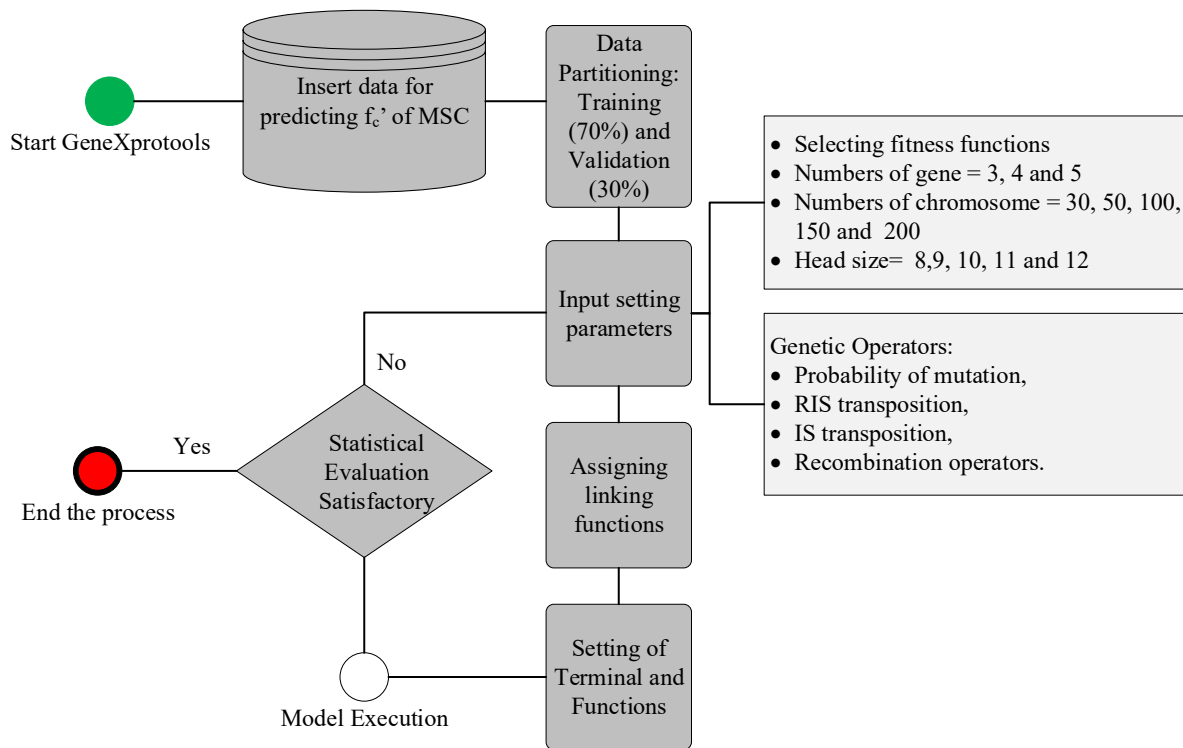 Start GeneXprotools
Insert data for
predicting fc’ of MSC
Data
Partitioning:
Training
(70%) and
Validation
(30%)
• Selecting fitness functions
• Numbers of gene = 3, 4 and 5
• Numbers of chromosome = 30, 50, 100,
150 and  200
• Head size=  8,9, 10, 11 and 12
Input setting
parameters
Genetic Operators:
• Probability of mutation,
• RIS transposition,
• IS transposition,
• Recombination operators.
No
Yes
Statistical
Evaluation
Satisfactory
End the process
Assigning
linking
functions
Setting of
Terminal and
Functions
Model Execution